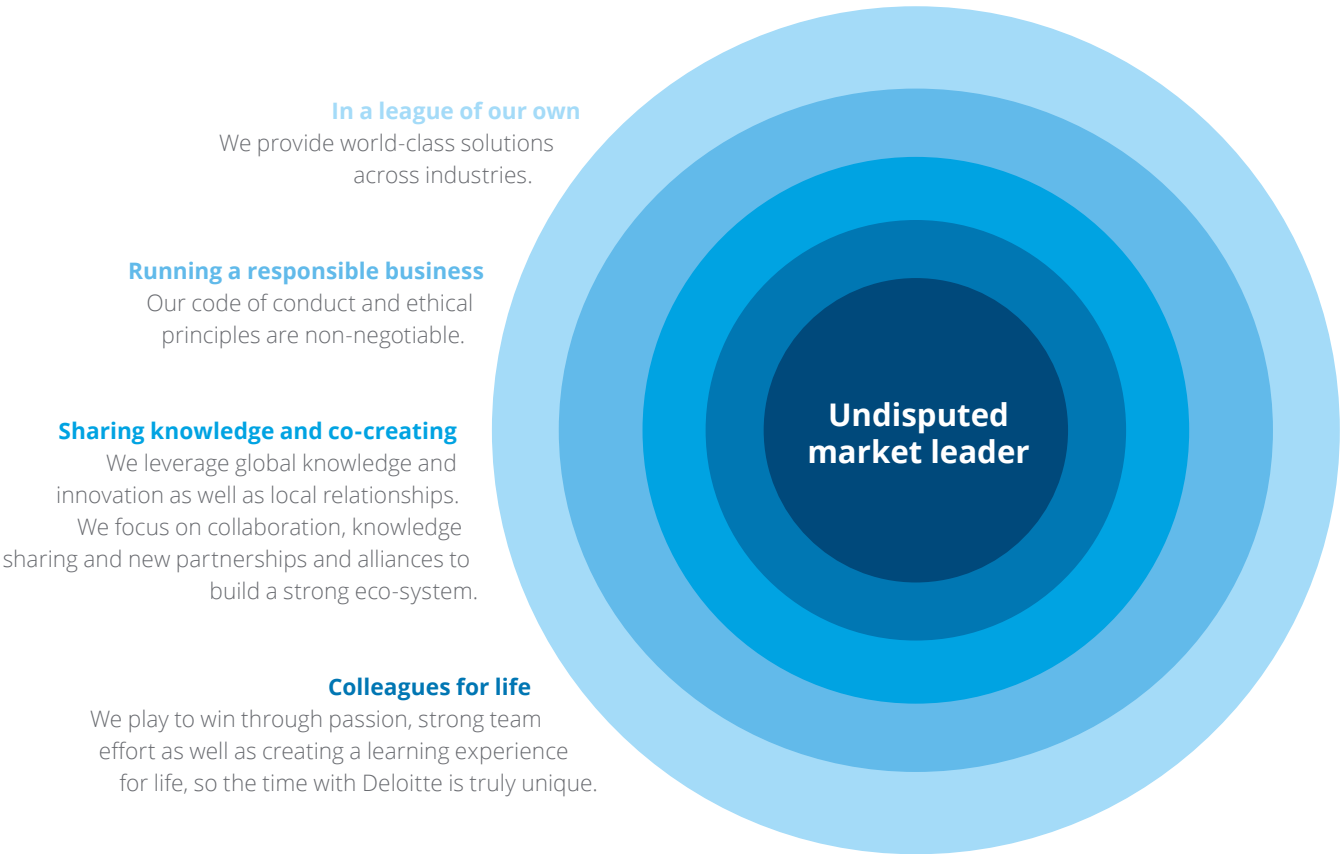 In a league of our own
We provide world-class solutions
across industries.
Running a responsible business
Our code of conduct and ethical
principles are non-negotiable.
Sharing knowledge and co-creating
We leverage global knowledge and
innovation as well as local relationships.
We focus on collaboration, knowledge
sharing and new partnerships and alliances to
build a strong eco-system.
Colleagues for life
We play to win through passion, strong team
effort as well as creating a learning experience
for life, so the time with Deloitte is truly unique.
Undisputed
market leader